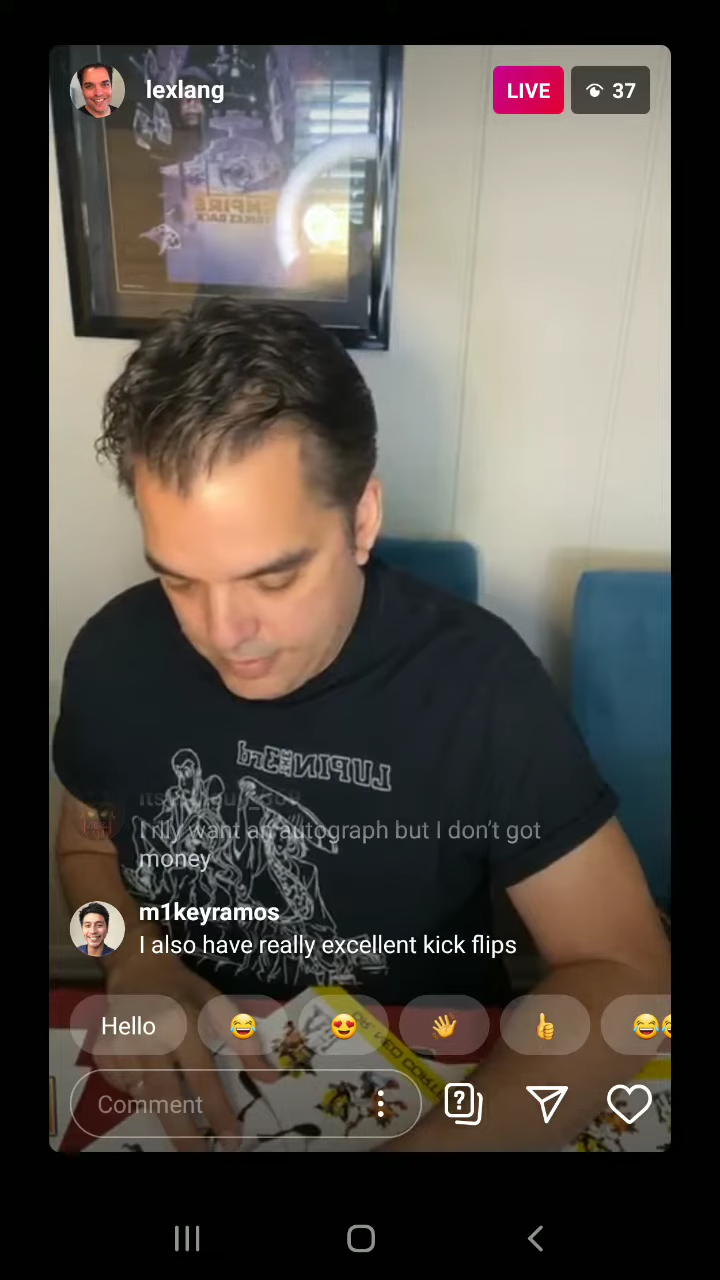 lexlang
LIVE
37
EMPIRE
STRIKES BACK
LUPIN THE 3rd
I rlly want an autograph but I don’t got
money
m1keyramos
I also have really excellent kick flips
Hello
Comment